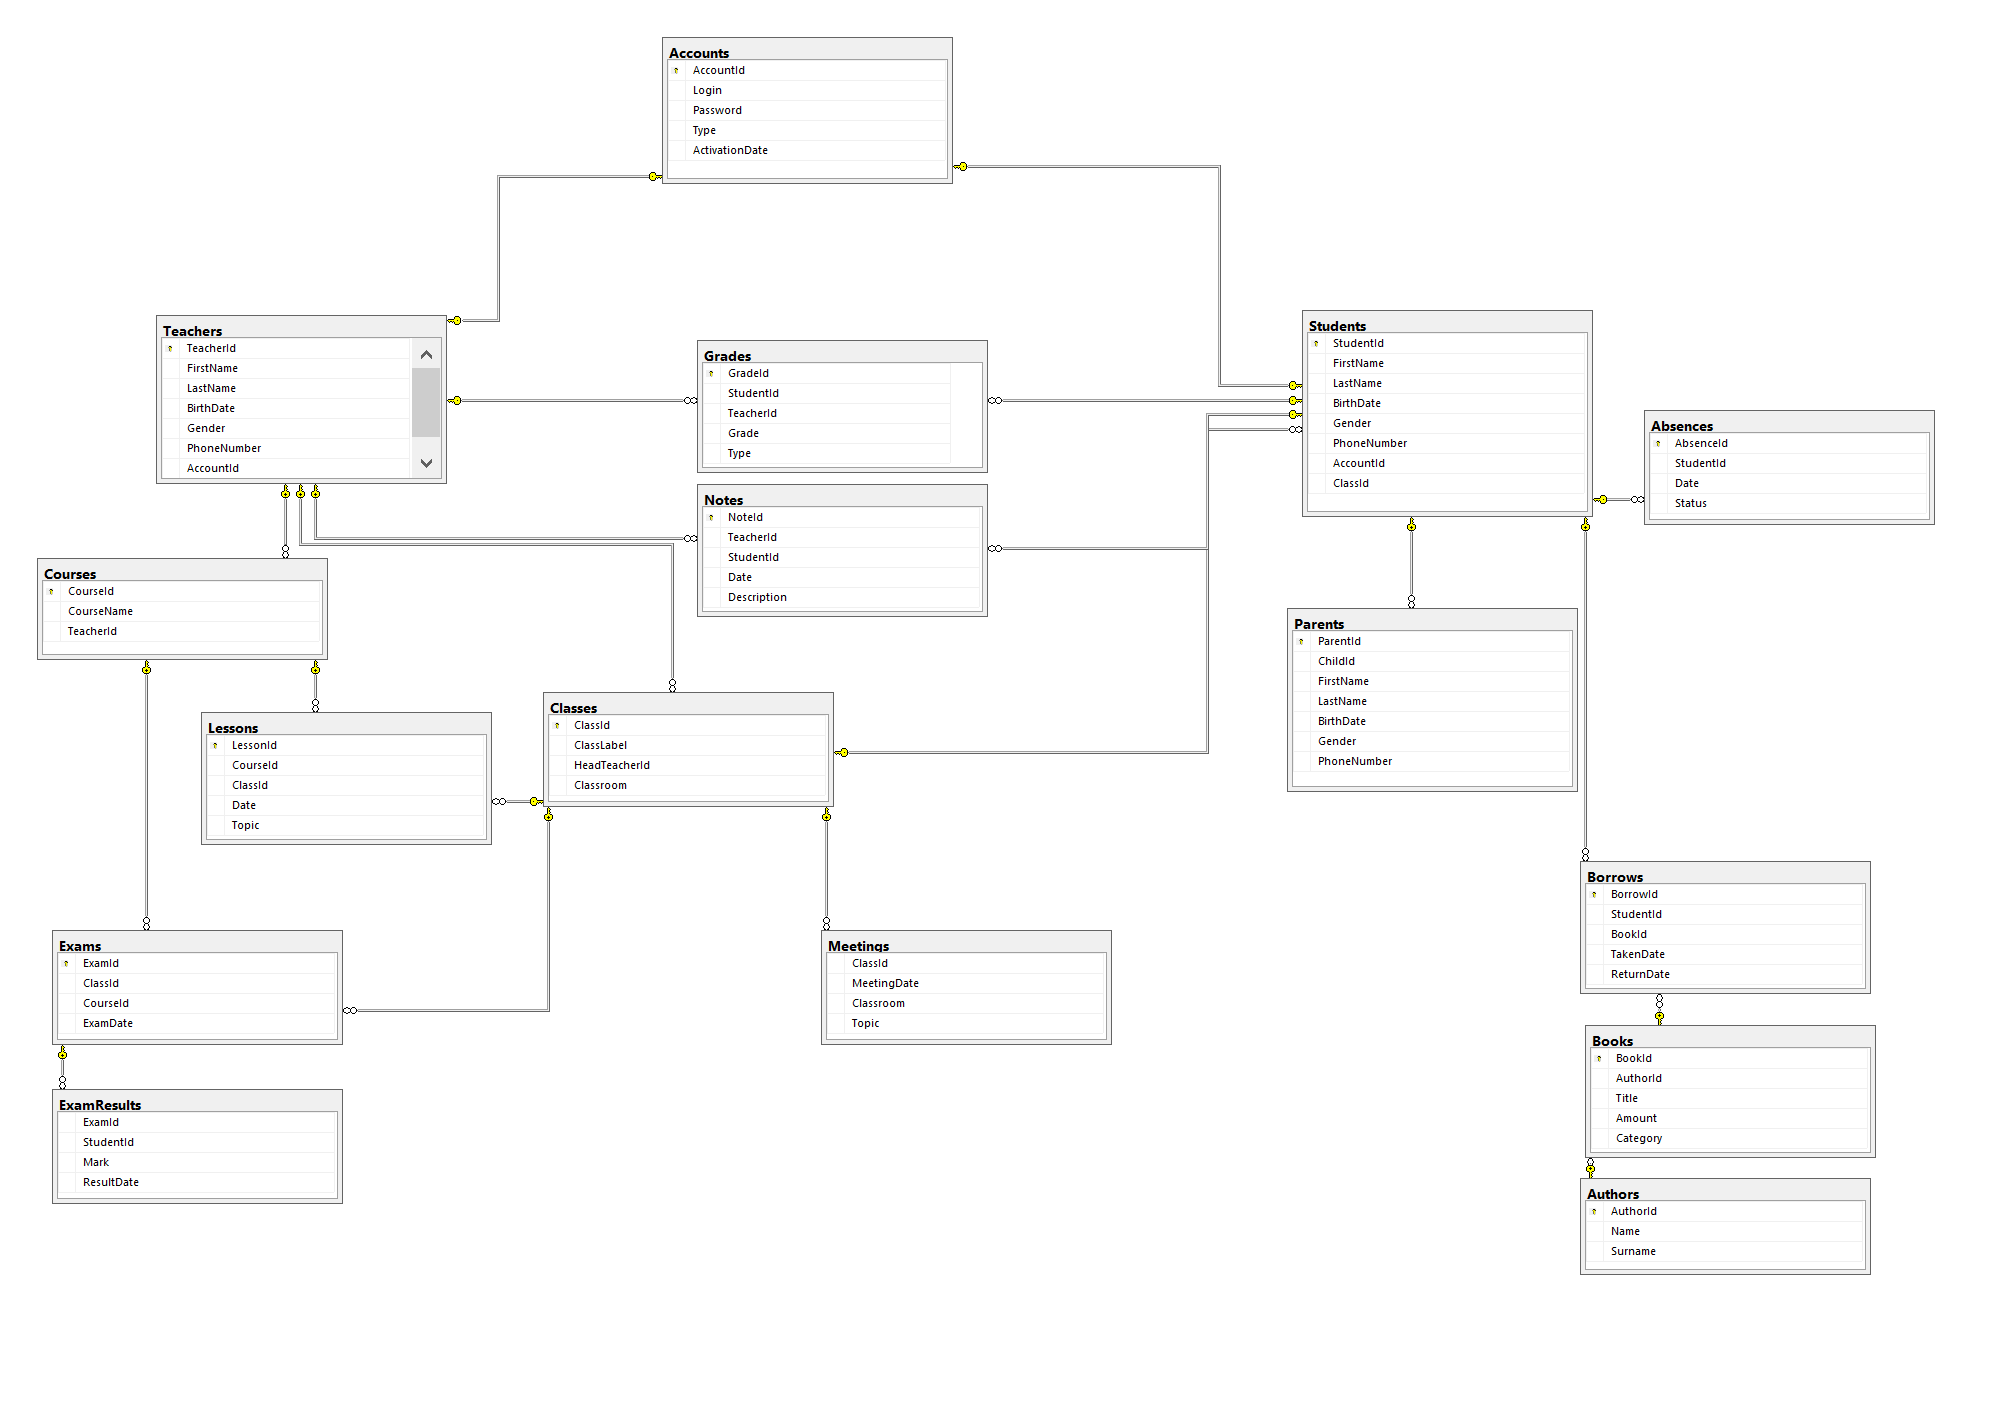 Accounts
AccountId
Login
Password
Type
ActivationDate
Teachers
TeacherId
FirstName
LastName
BirthDate
Gender
PhoneNumber
AccountId
Grades
GradeId
StudentId
TeacherId
Grade
Type
Students
StudentId
FirstName
LastName
BirthDate
Gender
PhoneNumber
AccountId
ClassId
Absences
AbsenceId
StudentId
Date
Status
Notes
NoteId
TeacherId
StudentId
Date
Description
Courses
CourseId
CourseName
TeacherId
Parents
ParentId
ChildId
FirstName
LastName
BirthDate
Gender
PhoneNumber
Lessons
LessonId
CourseId
ClassId
Date
Topic
Classes
ClassId
ClassLabel
HeadTeacherId
Classroom
Borrows
BorrowId
StudentId
BookId
TakenDate
ReturnDate
Exams
ExamId
ClassId
CourseId
ExamDate
Meetings
ClassId
MeetingDate
Classroom
Topic
Books
BookId
AuthorId
Title
Amount
Category
ExamResults
ExamId
StudentId
Mark
ResultDate
Authors
AuthorId
Name
Surname